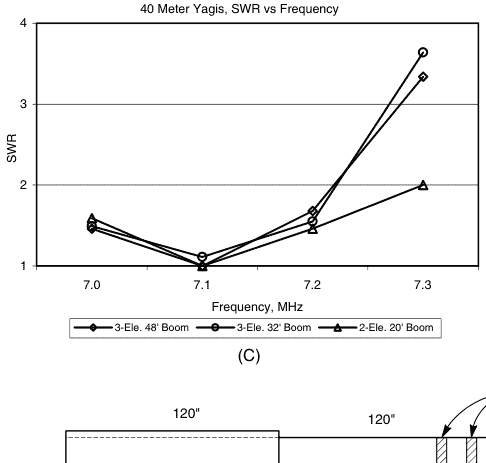 40 Meter Yagis, SWR vs Frequency
4
3
2
1
SWR
7.0 7.1 7.2 7.3
Frequency, MHz
3-Ele. 48' Boom 3-Ele. 32' Boom 2-Ele. 20' Boom
(C)
120" 120"